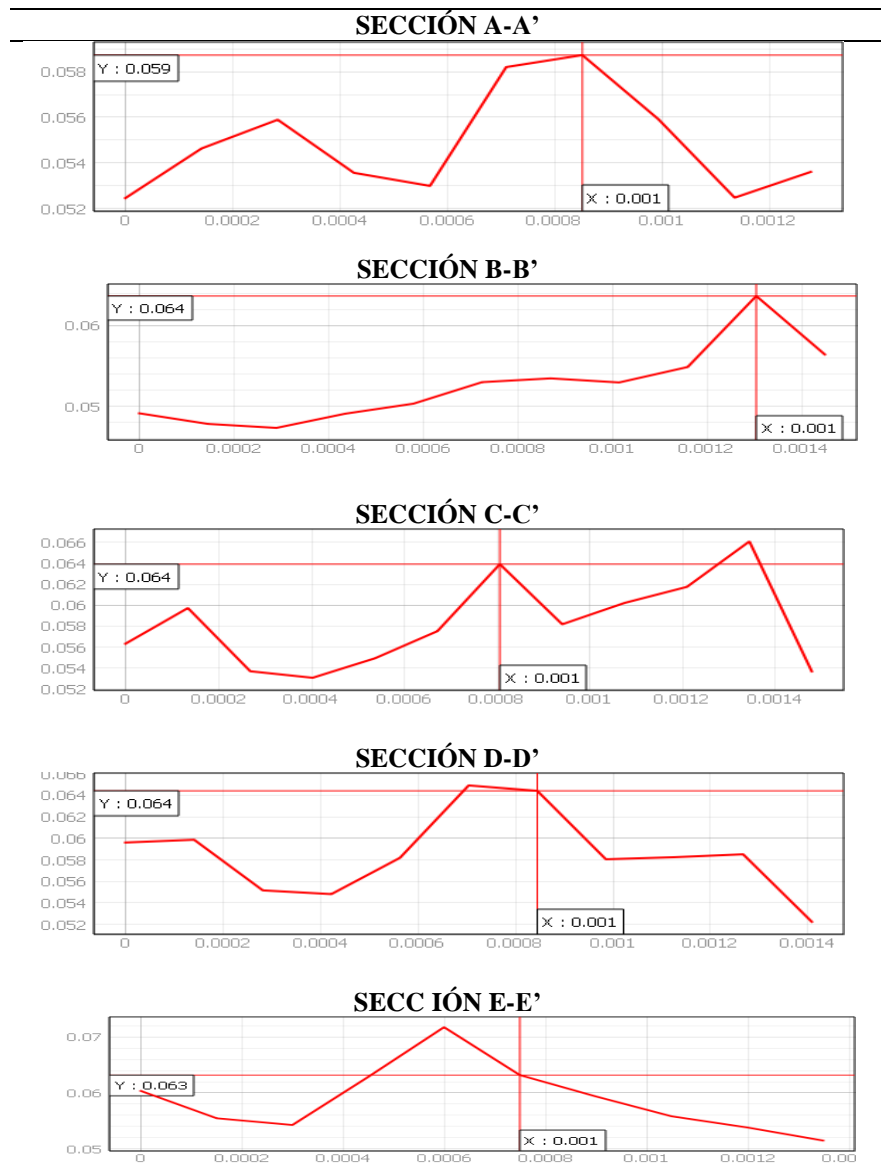 SECCIÓN A-A’
0.058
Y : 0.059
0.056
0.054
X : 0.001
0.052
0 0.0002 0.0004 0.0006 0.0008 0.001 0.0012
SECCIÓN B-B’
Y : 0.064
0.06
0.05
X : 0.001
0 0.0002 0.0004 0.0006 0.0008 0.001 0.0012 0.0014
SECCIÓN C-C’
0.066
0.064
Y : 0.064
0.062
0.06
0.058
0.056
0.054
X : 0.001
0.052
0 0.0002 0.0004 0.0006 0.0008 0.001 0.0012 0.0014
SECCIÓN D-D’
0.066
0.064
Y : 0.064
0.062
0.06
0.058
0.056
0.054
0.052
X : 0.001
0 0.0002 0.0004 0.0006 0.0008 0.001 0.0012 0.0014
SECC IÓN E-E’
0.07
Y : 0.063
0.06
X : 0.001
0.05
0 0.0002 0.0004 0.0006 0.0008 0.001 0.0012 0.00